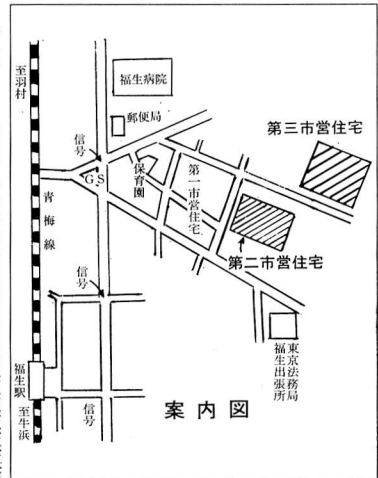 至羽村
福生病院
郵便局
信号
第三市営住宅
GS
保育園
第一市営住宅
青梅線
第二市営住宅
信号
東京法務局
福生出張所
福生駅
信号
案内図
至牛浜